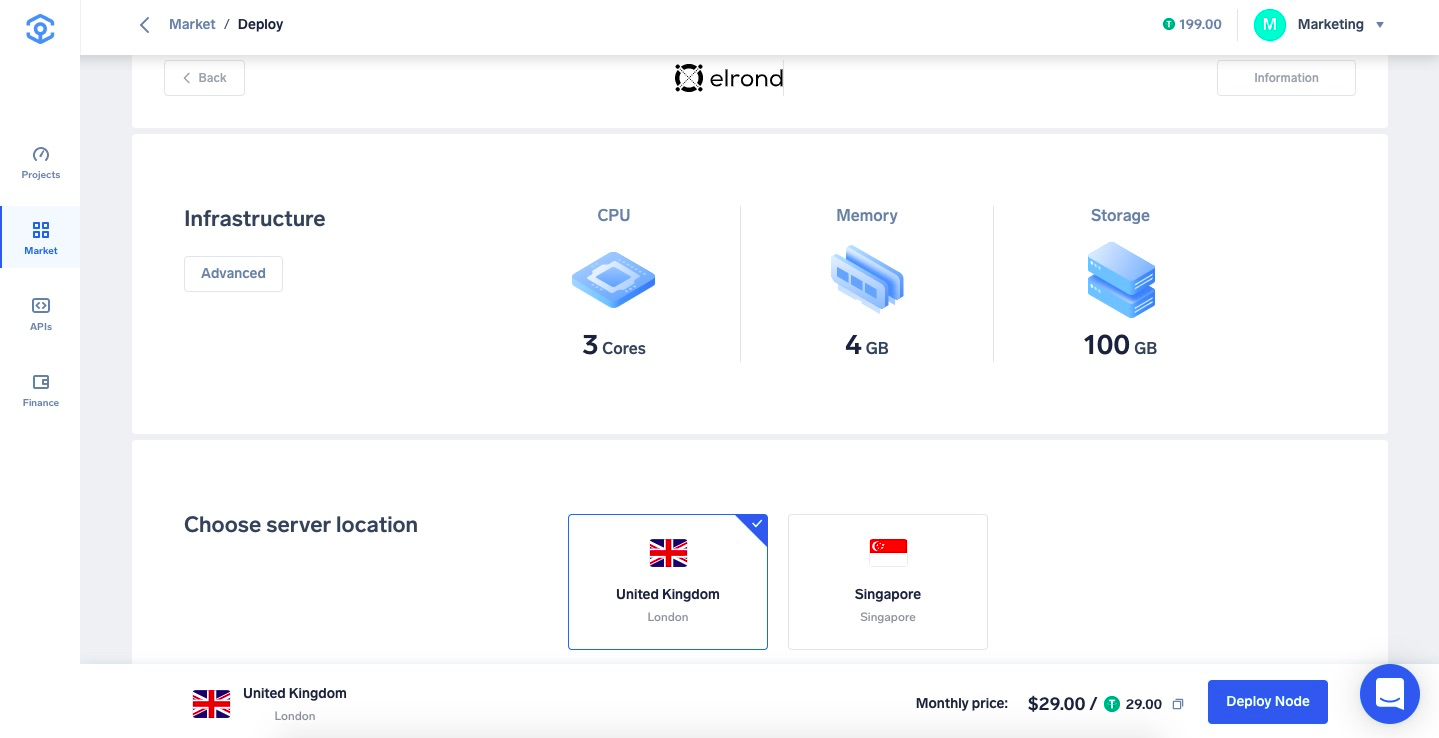 Market / Deploy
199.00
M
Marketing
Back
elrond
Information
Projects
Market
APIs
Finance
Infrastructure
Advanced
CPU
3 Cores
Memory
4 GB
Storage
100 GB
Choose server location
United Kingdom
London
Singapore
Singapore
United Kingdom
London
Monthly price: $29.00 / T 29.00
Deploy Node